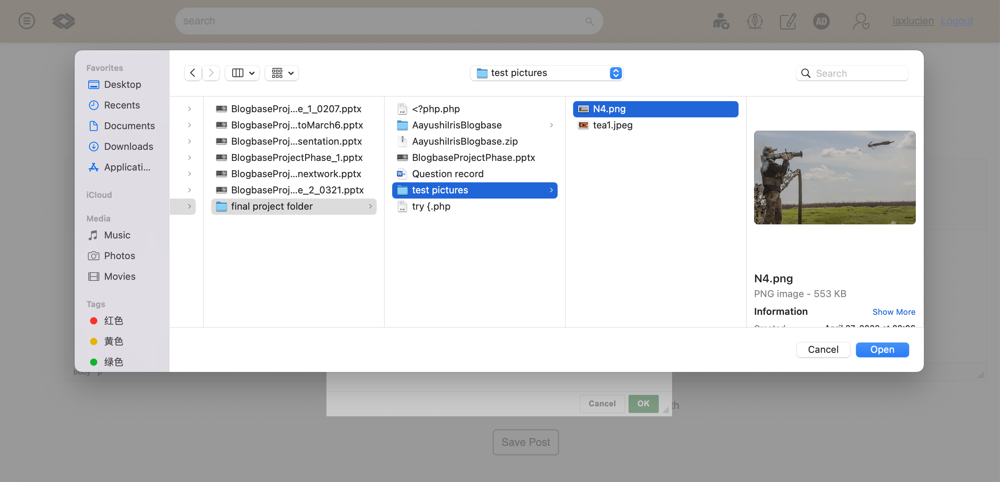 search
AD
laxlucien Logout
Favorites
Desktop
Recents
Documents
Downloads
Applicati...
iCloud
Media
Music
Photos
Movies
Tags
红色
黄色
绿色
test pictures
Search
BlogbaseProj...e_1_0207.pptx
BlogbaseProj...toMarch6.pptx
BlogbaseProj...sentation.pptx
BlogbaseProjectPhase_1.pptx
BlogbaseProj...nextwork.pptx
BlogbaseProj...e_2_0321.pptx
final project folder
<?php.php
AayushiIrisBlogbase
AayushiIrisBlogbase.zip
BlogbaseProjectPhase.pptx
Question record
test pictures
try {.php
N4.png
tea1.jpeg
N4.png
PNG image - 553 KB
Information Show More
Cancel Open
body p
Cancel OK
th
Save Post